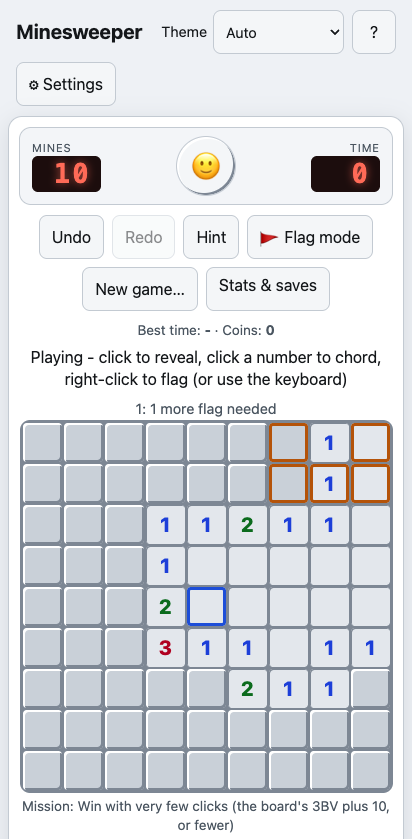 Minesweeper Theme Auto ?
⚙ Settings
MINES TIME
10 0
Undo Redo Hint Flag mode
New game... Stats & saves
Best time: - · Coins: 0
Playing - click to reveal, click a number to chord,
right-click to flag (or use the keyboard)
1: 1 more flag needed
1
1
1 1 2 1 1
1
2
3 1 1 1 1
2 1 1
Mission: Win with very few clicks (the board's 3BV plus 10,
or fewer)